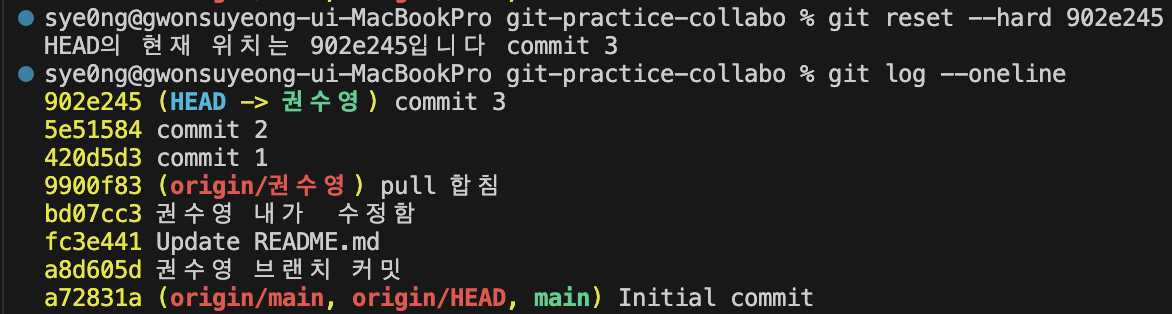 sye0ng@gwonsuyeong-ui-MacBookPro git-practice-collabo % git reset --hard 902e245
HEAD의 현재 위치는 902e245입니다 commit 3
sye0ng@gwonsuyeong-ui-MacBookPro git-practice-collabo % git log --oneline
902e245 (HEAD -> 권수영) commit 3
5e51584 commit 2
420d5d3 commit 1
9900f83 (origin/권수영) pull 합침
bd07cc3 권수영 내가  수정함
fc3e441 Update README.md
a8d605d 권수영 브랜치 커밋
a72831a (origin/main, origin/HEAD, main) Initial commit